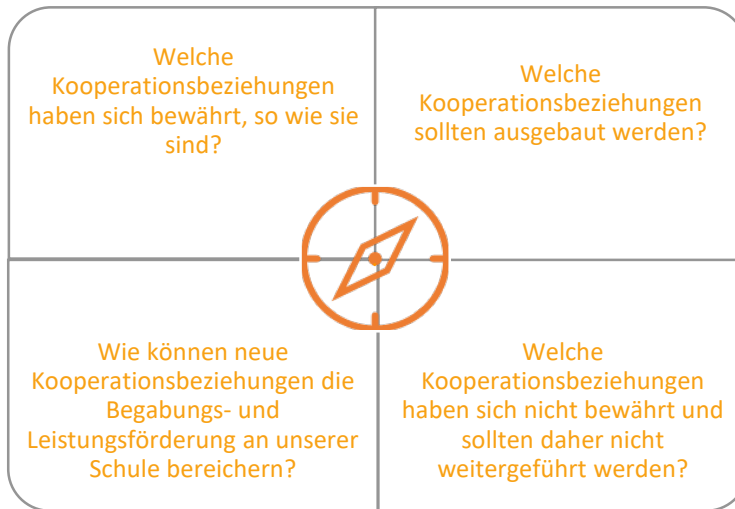 Welche
Kooperationsbeziehungen
haben sich bewährt, so wie sie
sind?
Welche
Kooperationsbeziehungen
sollten ausgebaut werden?
Wie können neue
Kooperationsbeziehungen die
Begabungs- und
Leistungsförderung an unserer
Schule bereichern?
Welche
Kooperationsbeziehungen
haben sich nicht bewährt und
sollten daher nicht
weitergeführt werden?